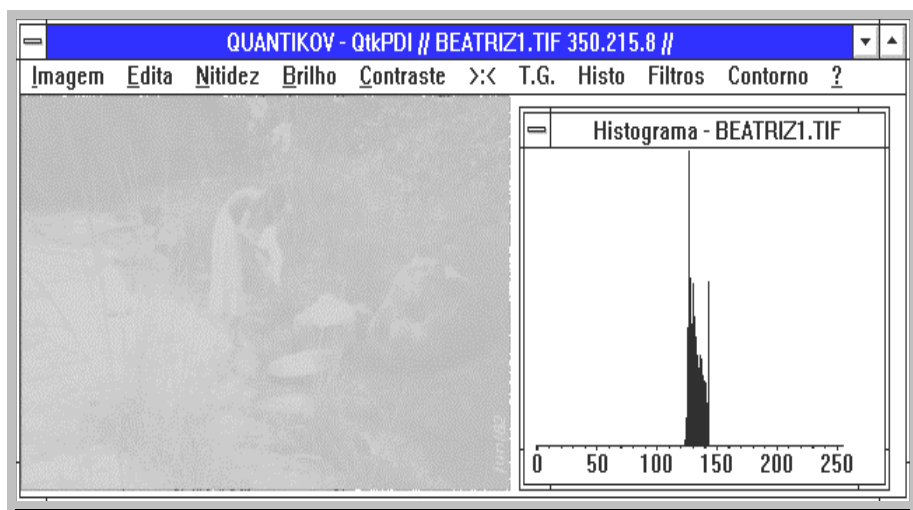 QUANTIKOV - QtkPDI // BEATRIZ1.TIF 350.215.8 //
Imagem Edita Nitidez Brilho Contraste >:< T.G. Histo Filtros Contorno ?
Histograma - BEATRIZ1.TIF
0 50 100 150 200 250